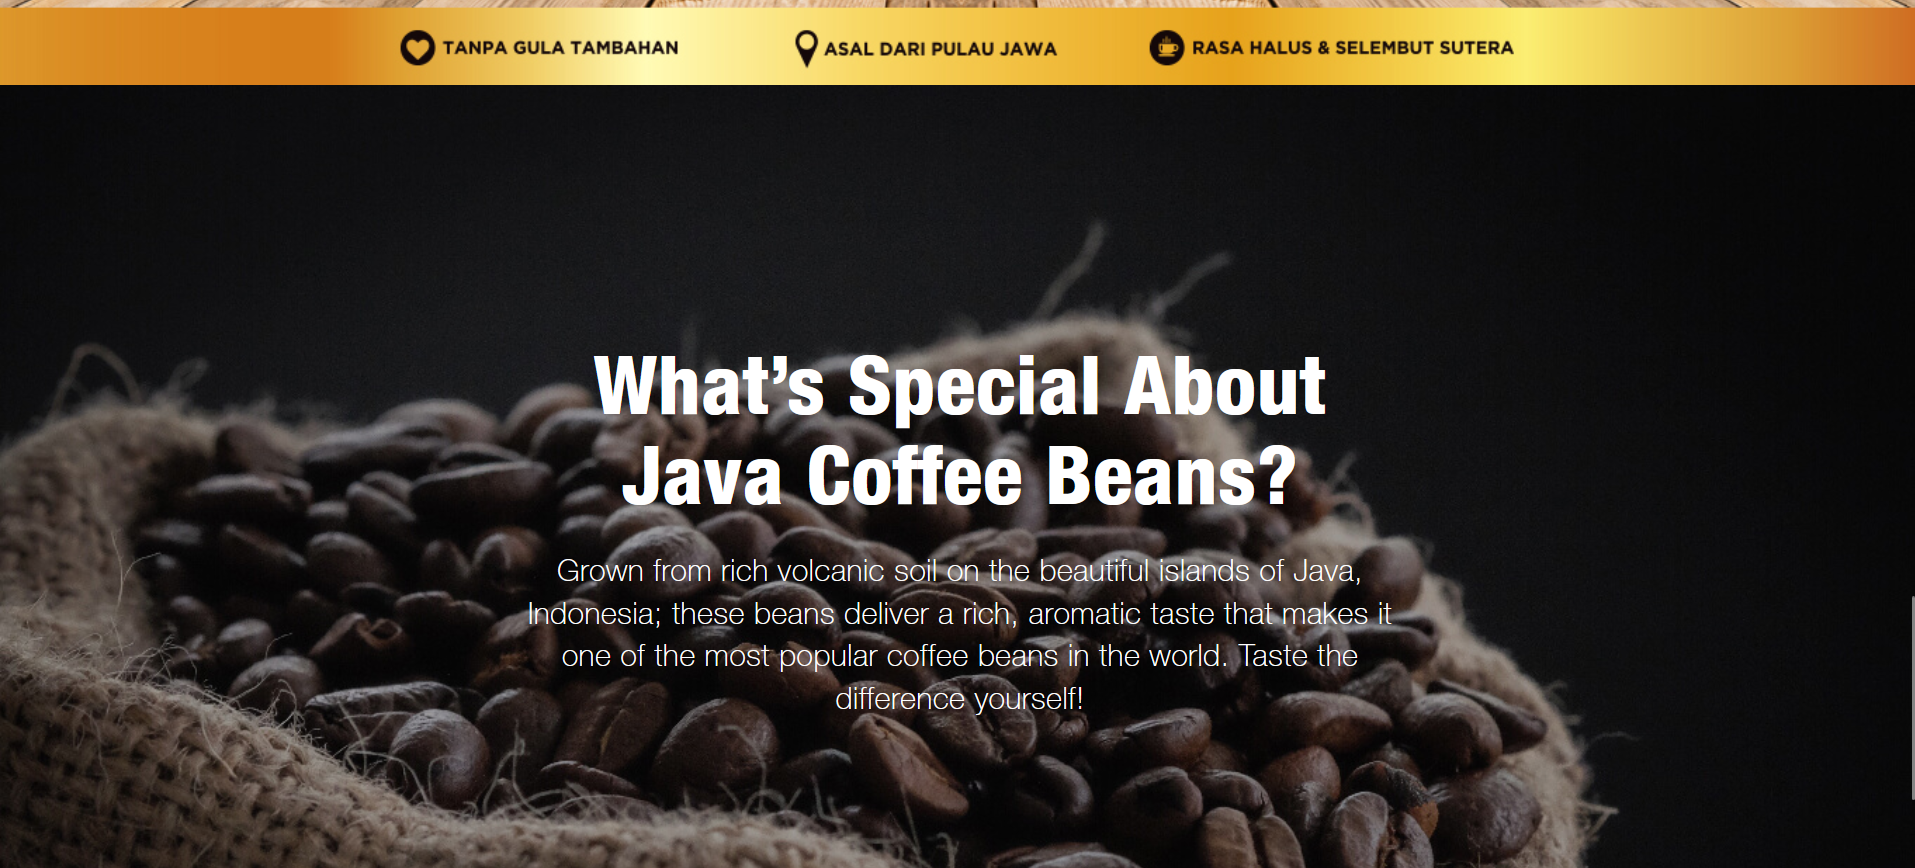 TANPA GULA TAMBAHAN
ASAL DARI PULAU JAWA
RASA HALUS & SELEMBUT SUTERA
What’s Special About
Java Coffee Beans?
Grown from rich volcanic soil on the beautiful islands of Java,
Indonesia; these beans deliver a rich, aromatic taste that makes it
one of the most popular coffee beans in the world. Taste the
difference yourself!